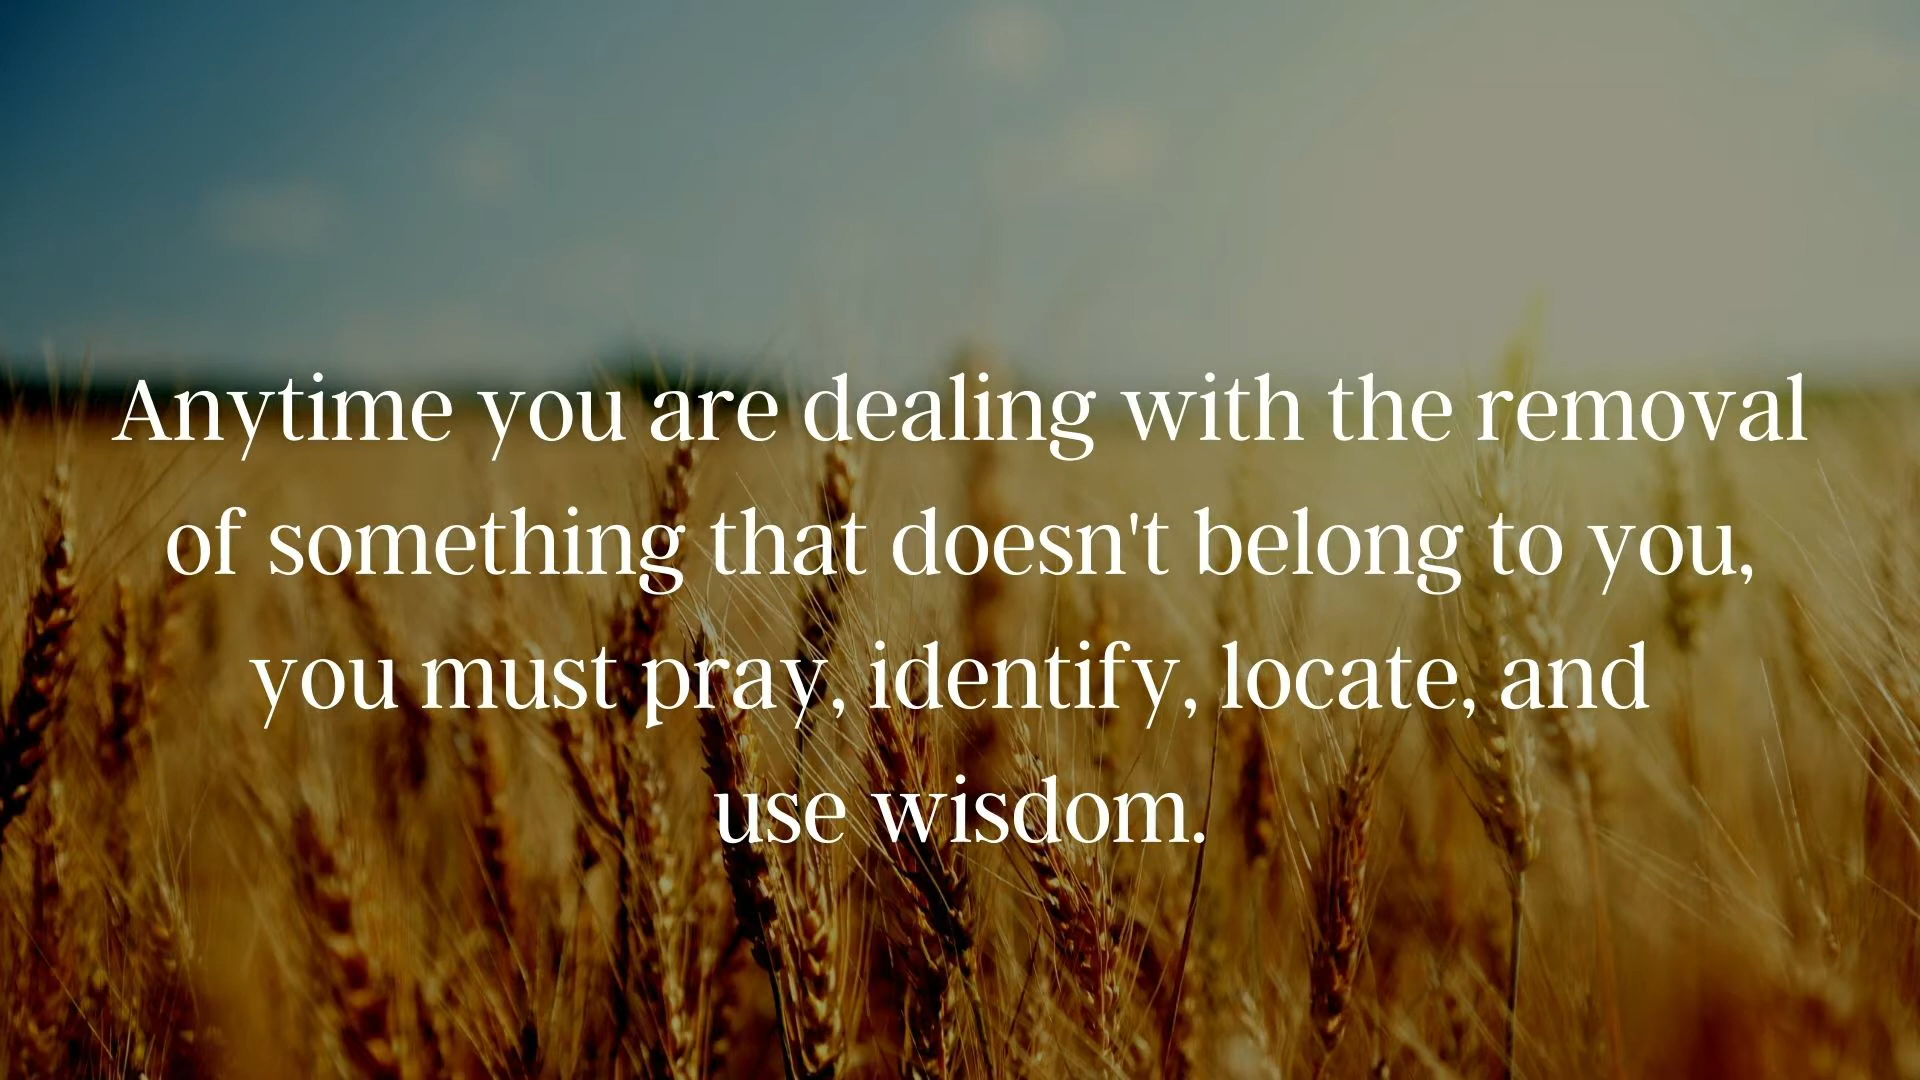 Anytime you are dealing with the removal
of something that doesn't belong to you,
you must pray, identify, locate, and
use wisdom.